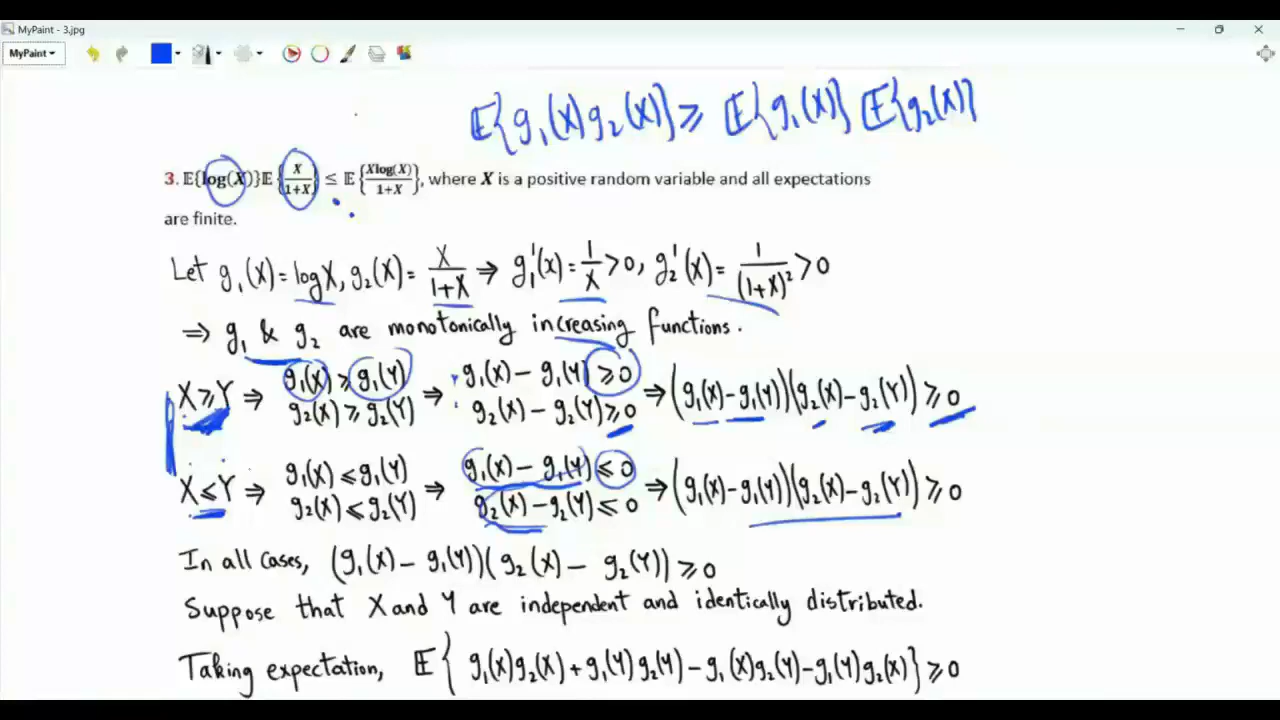 MyPaint - 3.jpg
MyPaint
𝔼{g₁(X)g₂(X)} ≥ 𝔼{g₁(X)} 𝔼{g₂(X)}
3. 𝔼{log(X)}𝔼{X/(1+X)} ≤ 𝔼{Xlog(X)/(1+X)}, where X is a positive random variable and all expectations
are finite.
Let g₁(X) = logX, g₂(X) = X/(1+X) ⇒ g₁'(x) = 1/X > 0, g₂'(X) = 1/(1+X)² > 0
⇒ g₁ & g₂ are monotonically increasing functions.
X ≥ Y ⇒ g₁(X) ≥ g₁(Y) ⇒ g₁(X) − g₁(Y) ≥ 0 ⇒ (g₁(X) − g₁(Y))(g₂(X) − g₂(Y)) ≥ 0
g₂(X) ≥ g₂(Y) g₂(X) − g₂(Y) ≥ 0
X ≤ Y ⇒ g₁(X) ≤ g₁(Y) ⇒ g₁(X) − g₁(Y) ≤ 0 ⇒ (g₁(X) − g₁(Y))(g₂(X) − g₂(Y)) ≥ 0
g₂(X) ≤ g₂(Y) g₂(X) − g₂(Y) ≤ 0
In all cases, (g₁(X) − g₁(Y))(g₂(X) − g₂(Y)) ≥ 0
Suppose that X and Y are independent and identically distributed.
Taking expectation, 𝔼{ g₁(X)g₂(X) + g₁(Y)g₂(Y) − g₁(X)g₂(Y) − g₁(Y)g₂(X)} ≥ 0